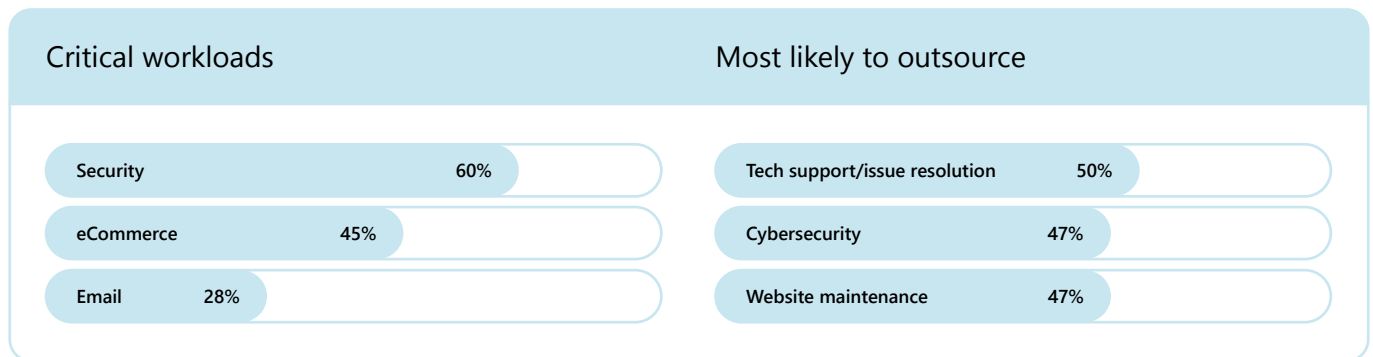 Critical workloads
Security 60%
eCommerce 45%
Email 28%
Most likely to outsource
Tech support/issue resolution 50%
Cybersecurity 47%
Website maintenance 47%